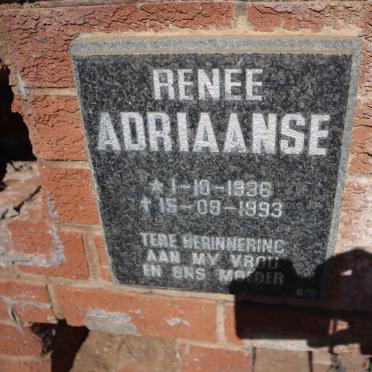 RENEE
ADRIAANSE
★ 1-10-1936
† 15-09-1993
TERE HERINNERING
AAN MY VROU
EN ONS MOEDER